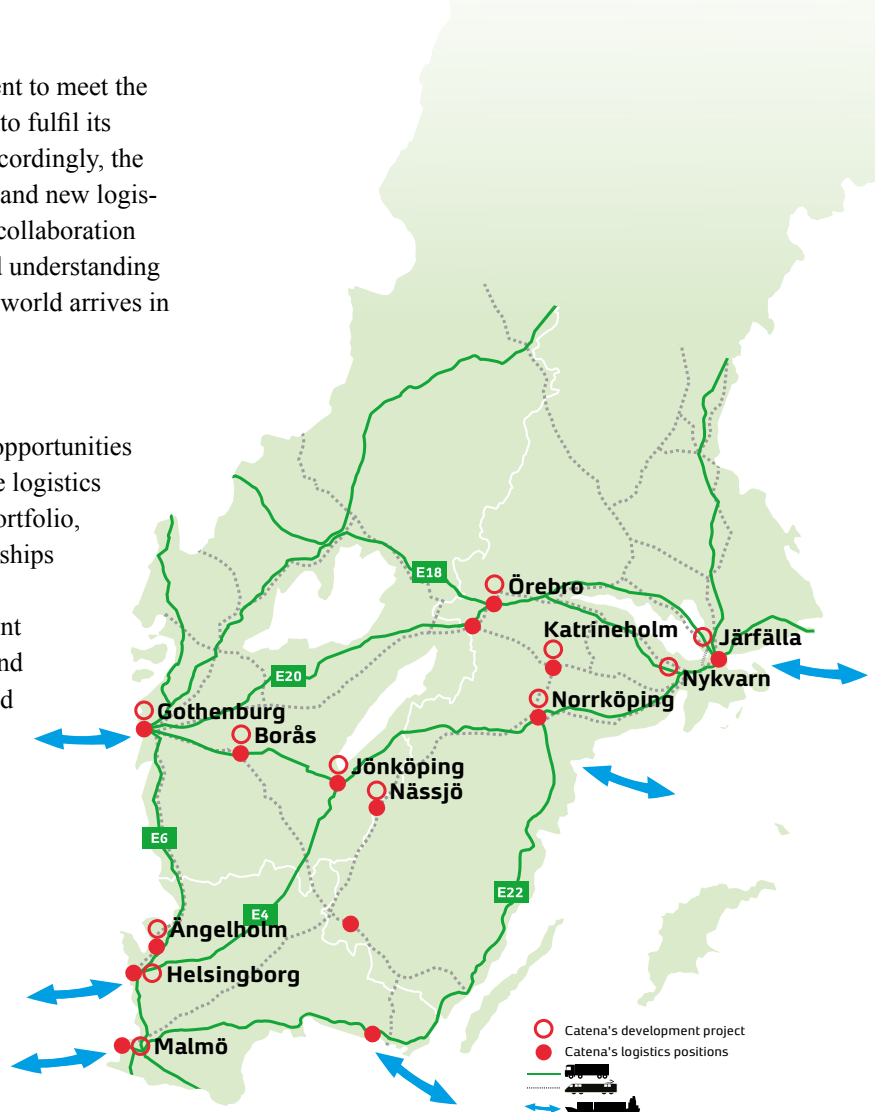 ent to meet the
to fulfil its
ccordingly, the
and new logis-
collaboration
l understanding
world arrives in
opportunities
e logistics
ortfolio,
ships
nt
nd
d
E18
Örebro
Katrineholm
Järfälla
E20
Nykvarn
Norrköping
Gothenburg
Borås
Jönköping
Nässjö
E6
E22
E4
Ängelholm
Helsingborg
Malmö
Catena's development project
Catena's logistics positions